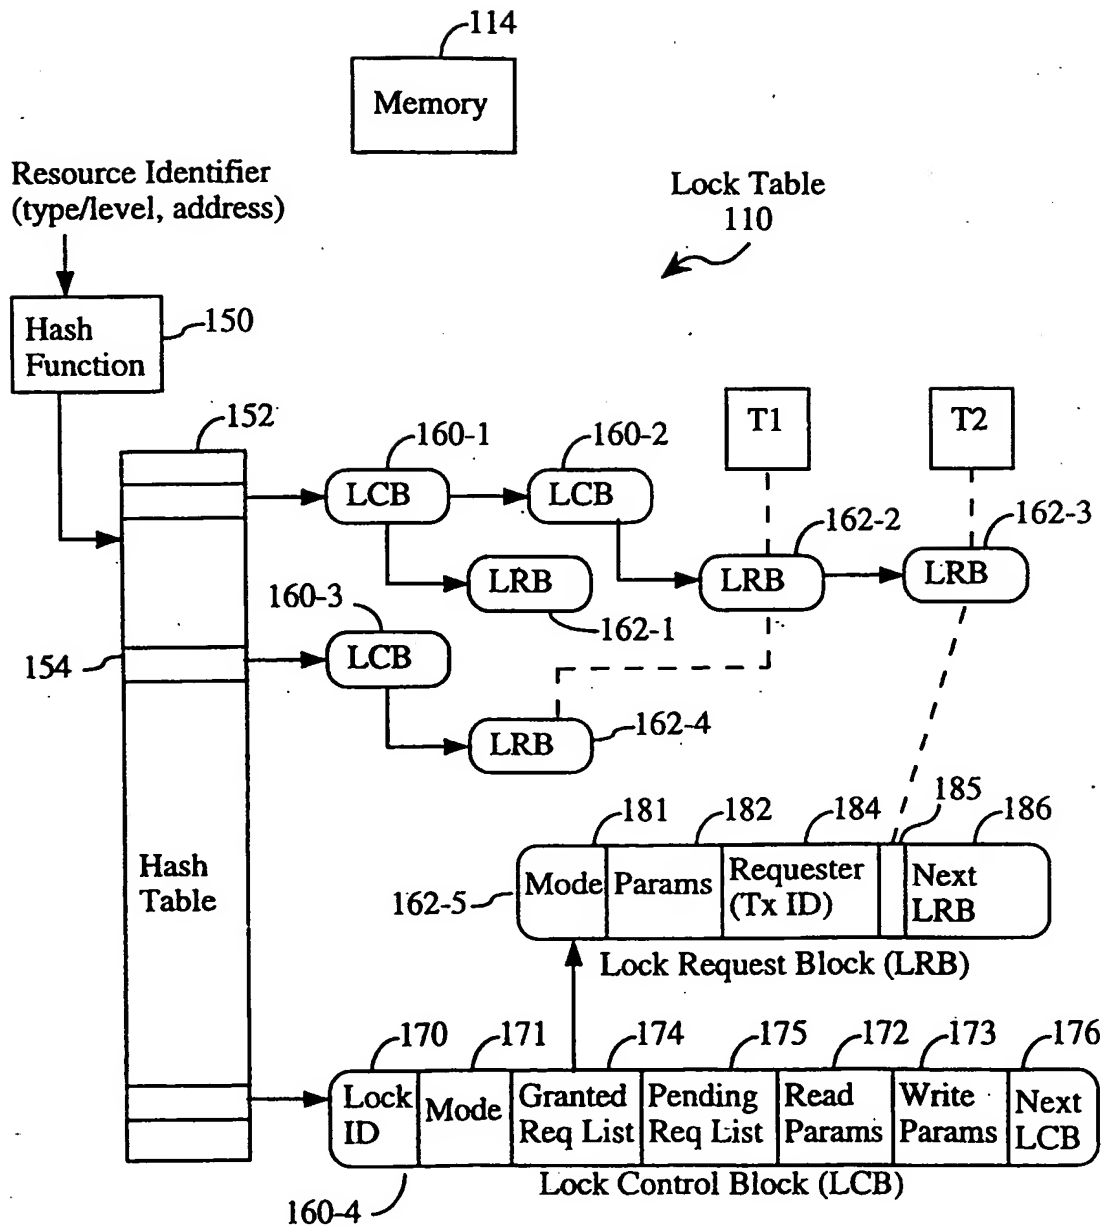 114
Memory
Resource Identifier
(type/level, address)
Lock Table
110
Hash
Function
150
152
160-1
160-2
T1
T2
LCB
LCB
162-2
162-3
LRB
LRB
LRB
160-3
162-1
154
LCB
LRB
162-4
181
182
184
185
186
Hash
Table
162-5
Mode
Params
Requester
(Tx ID)
Next
LRB
Lock Request Block (LRB)
170
171
174
175
172
173
176
Lock
ID
Mode
Granted
Req List
Pending
Req List
Read
Params
Write
Params
Next
LCB
160-4
Lock Control Block (LCB)